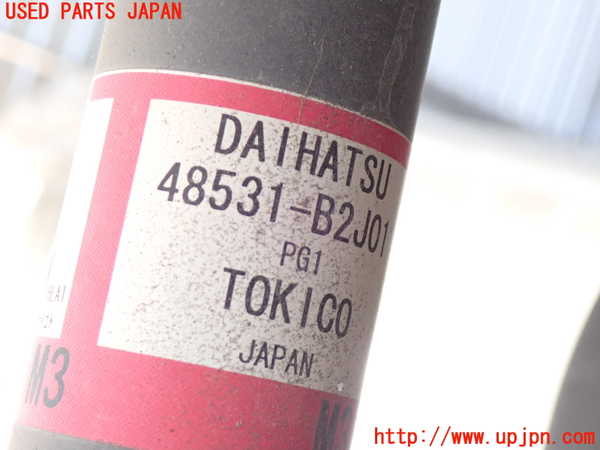 USED PARTS JAPAN
DAIHATSU
48531-B2J01
PG1
TOKICO
JAPAN
M3
http://www.upjpn.com/